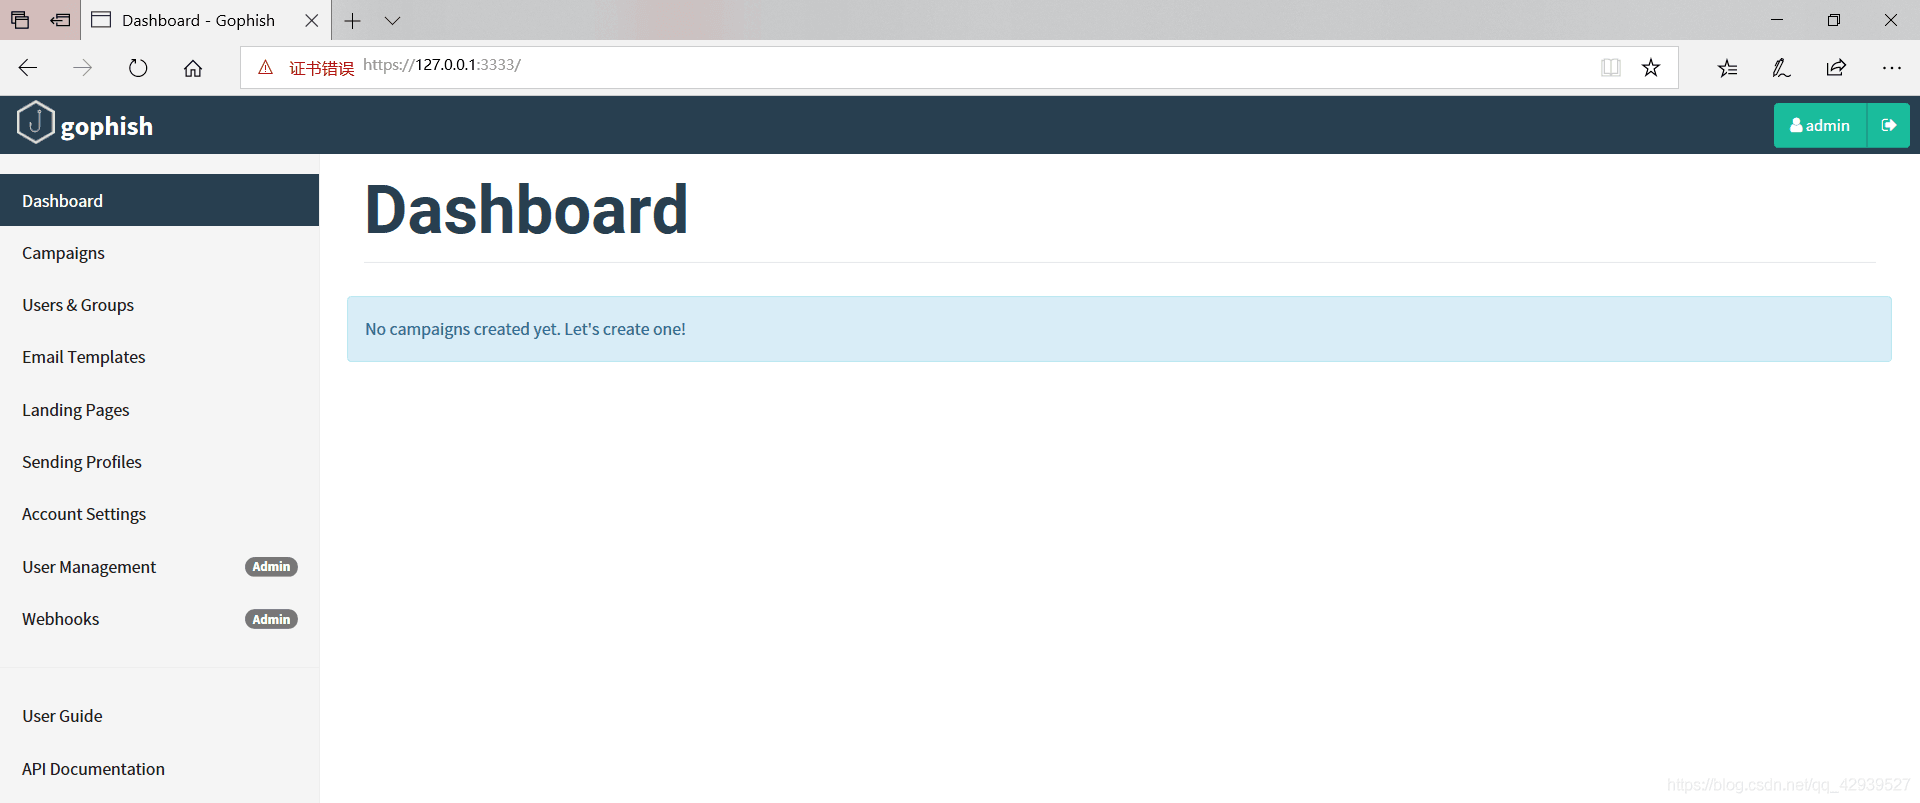 Dashboard - Gophish
证书错误 https://127.0.0.1:3333/
gophish
admin
Dashboard
Campaigns
Users & Groups
Email Templates
Landing Pages
Sending Profiles
Account Settings
User Management Admin
Webhooks Admin
User Guide
API Documentation
Dashboard
No campaigns created yet. Let's create one!
https://blog.csdn.net/qq_42939527